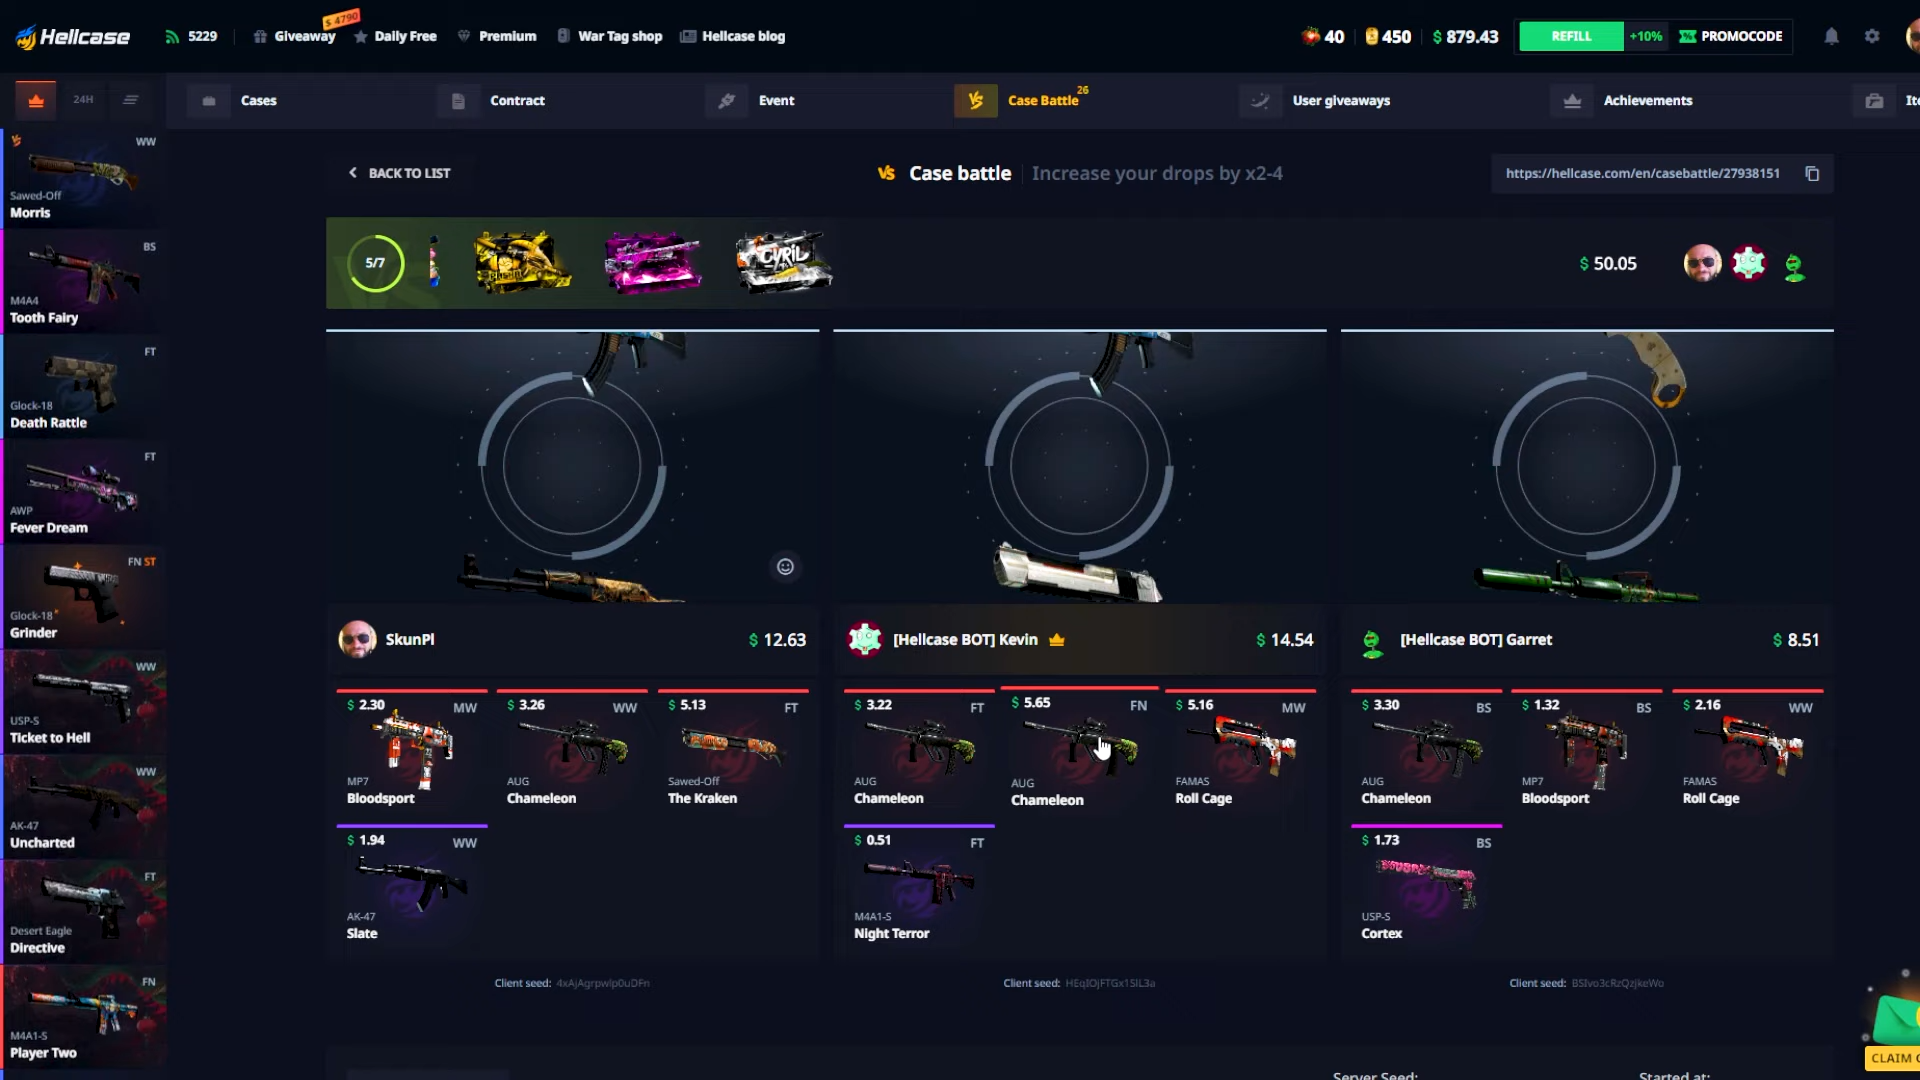 Hellcase
5229
Giveaway
$ 4790
Daily Free
Premium
War Tag shop
Hellcase blog
40
450
$ 879.43
REFILL
+10%
PROMOCODE
24H
Cases
Contract
Event
Case Battle 26
User giveaways
Achievements
BACK TO LIST
VS Case battle
Increase your drops by x2-4
https://hellcase.com/en/casebattle/27938151
5/7
CYRIL
$ 50.05
WW
Sawed-Off
Morris
BS
M4A4
Tooth Fairy
FT
Glock-18
Death Rattle
FT
AWP
Fever Dream
FN ST
Glock-18
Grinder
WW
USP-S
Ticket to Hell
WW
AK-47
Uncharted
FT
Desert Eagle
Directive
FN
M4A1-S
Player Two
SkunPl
$ 12.63
$ 2.30 MW
MP7
Bloodsport
$ 3.26 WW
AUG
Chameleon
$ 5.13 FT
Sawed-Off
The Kraken
$ 1.94 WW
AK-47
Slate
Client seed: 4xAjAgrpwlp0uDFn
[Hellcase BOT] Kevin
$ 14.54
$ 3.22 FT
AUG
Chameleon
$ 5.65 FN
AUG
Chameleon
$ 5.16 MW
FAMAS
Roll Cage
$ 0.51 FT
M4A1-S
Night Terror
Client seed: HEqIOjFTGx1SlL3a
[Hellcase BOT] Garret
$ 8.51
$ 3.30 BS
AUG
Chameleon
$ 1.32 BS
MP7
Bloodsport
$ 2.16 WW
FAMAS
Roll Cage
$ 1.73 BS
USP-S
Cortex
Client seed: BSIvo3cRzQzJkeWo
Server Seed:
Started at:
CLAIM